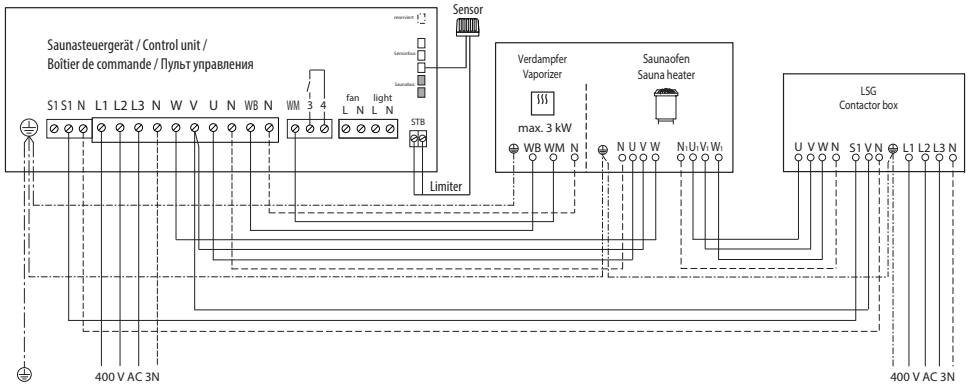 reserviert
Sensor
Sensorbus
Saunabus
Saunasteuergerät / Control unit /
Boîtier de commande / Пульт управления
Verdampfer
Vaporizer
max. 3 kW
Saunaofen
Sauna heater
LSG
Contactor box
fan
light
S1 S1 N L1 L2 L3 N W V U N WB N WM 3 4 L N L N
STB
WB WM N
N U V W
N1 U1 V1 W1
U V W N S1 V N L1 L2 L3 N
Limiter
400 V AC 3N
400 V AC 3N